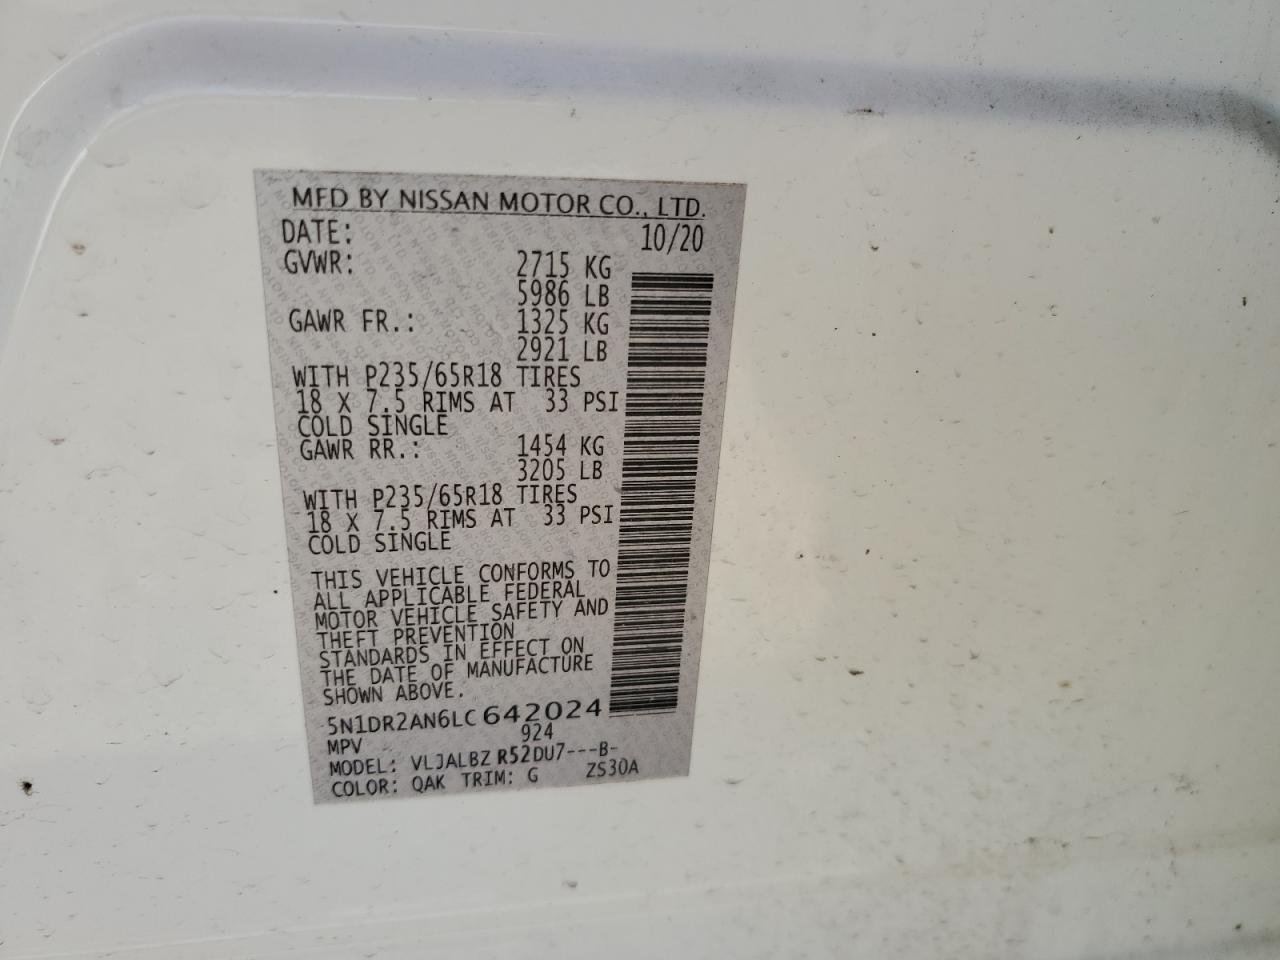 MFD BY NISSAN MOTOR CO., LTD.
DATE: 10/20
GVWR: 2715 KG
5986 LB
GAWR FR.: 1325 KG
2921 LB
WITH P235/65R18 TIRES
18 X 7.5 RIMS AT 33 PSI
COLD SINGLE
GAWR RR.: 1454 KG
3205 LB
WITH P235/65R18 TIRES
18 X 7.5 RIMS AT 33 PSI
COLD SINGLE
THIS VEHICLE CONFORMS TO
ALL APPLICABLE FEDERAL
MOTOR VEHICLE SAFETY AND
THEFT PREVENTION
STANDARDS IN EFFECT ON
THE DATE OF MANUFACTURE
SHOWN ABOVE.
5N1DR2AN6LC642024
MPV 924
MODEL: VLJALBZ R52DU7---B-
COLOR: QAK TRIM: G ZS30A